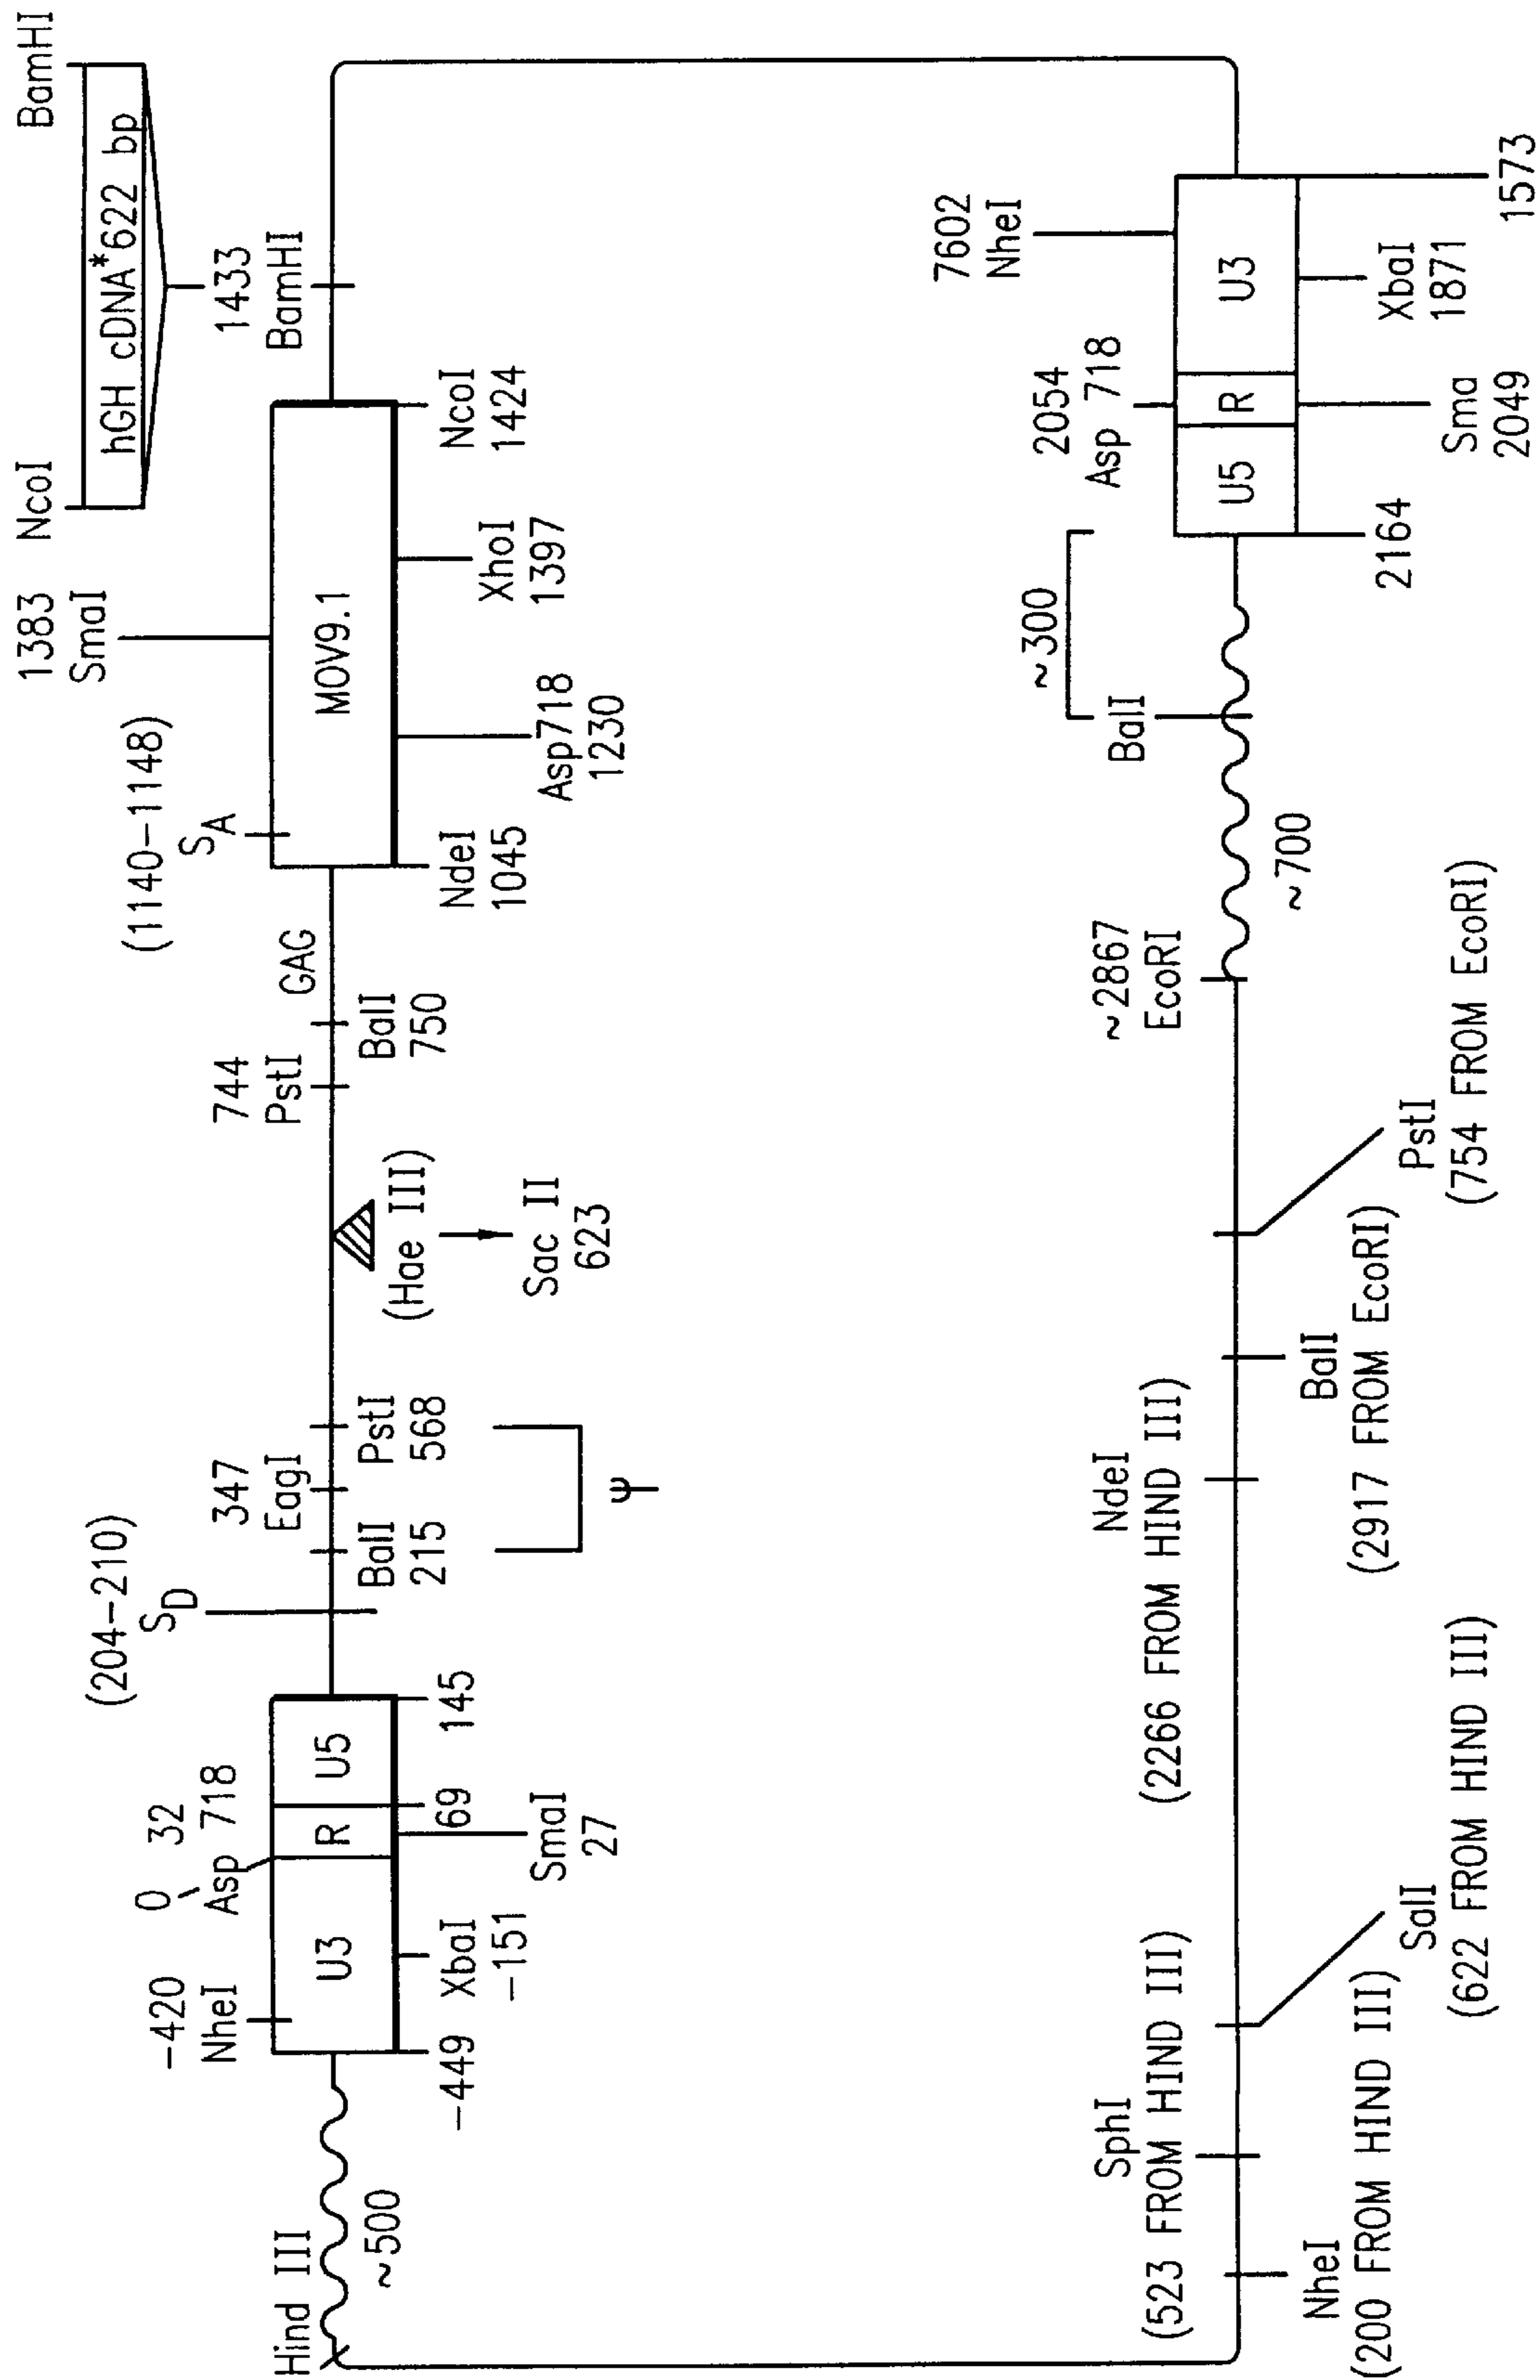 Hind III
~500
-420
NheI
U3
-449
XbaI
-151
0
32
Asp 718
R
69
SmaI
27
U5
145
(204-210)
SD
BalI
215
347
EagI
PstI
568
Ψ
(Hae III)
Sac II
623
744
PstI
BalI
750
GAG
NdeI
1045
(1140-1148)
SA
MOV9.1
Asp718
1230
1383
SmaI
XhoI
1397
NcoI
1424
NcoI
hGH cDNA*622 bp
BamHI
1433
BamHI
NheI
(200 FROM HIND III)
SphI
(523 FROM HIND III)
SalI
(622 FROM HIND III)
NdeI
(2266 FROM HIND III)
BalI
(2917 FROM EcoRI)
PstI
(754 FROM EcoRI)
~2867
EcoRI
~700
BalI
~300
2164
U5
2054
Asp 718
R
Sma
2049
U3
7602
NheI
XbaI
1871
1573